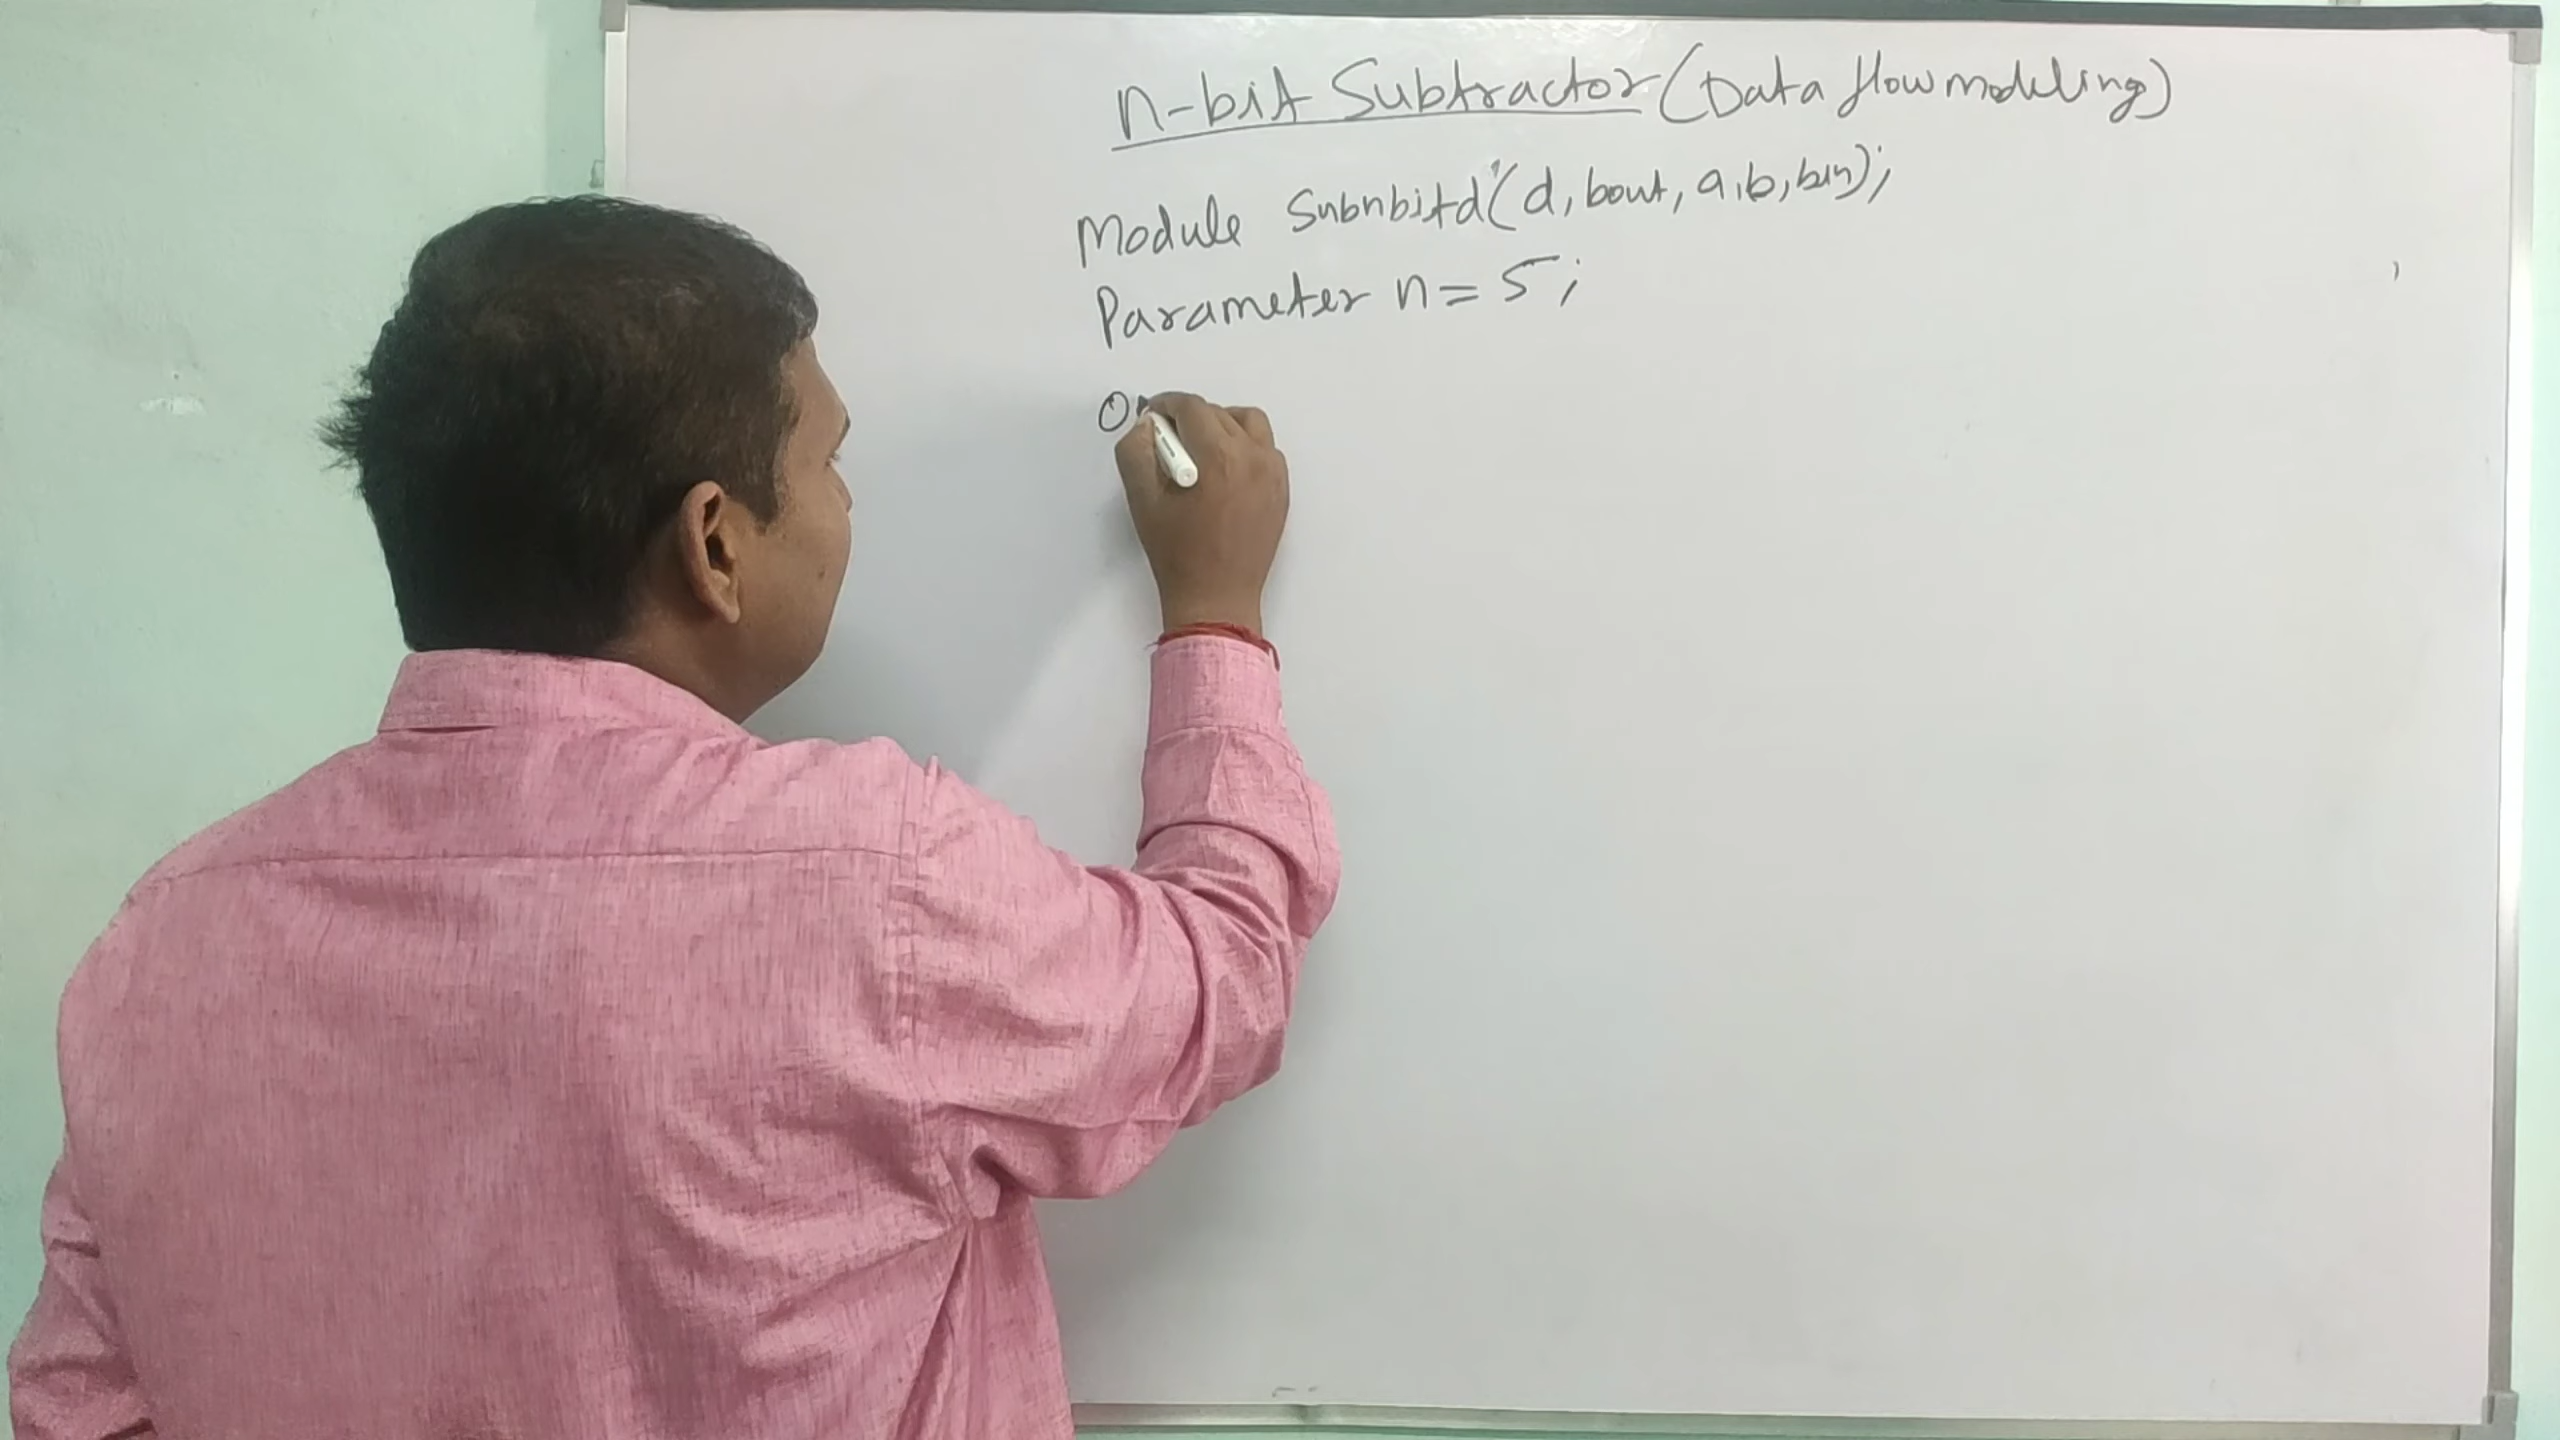 n-bit Subtractor (Data flow modeling)
Module Subnbitd (d, bout, a, b, bin);
Parameter n = 5;